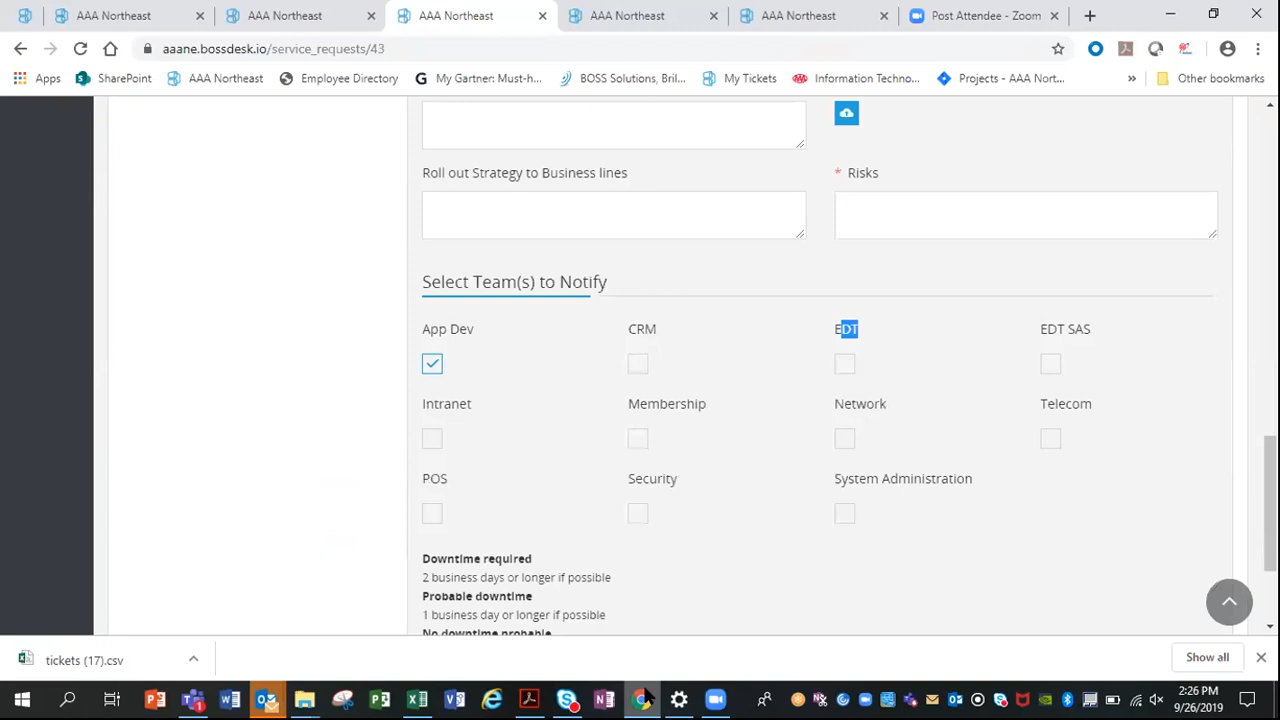 AAA Northeast
AAA Northeast
AAA Northeast
AAA Northeast
AAA Northeast
Post Attendee - Zoom
aaane.bossdesk.io/service_requests/43
Apps
SharePoint
AAA Northeast
Employee Directory
My Gartner: Must-h...
BOSS Solutions, Bril...
My Tickets
Information Techno...
Projects - AAA Nort...
»
Other bookmarks
Roll out Strategy to Business lines
* Risks
Select Team(s) to Notify
App Dev
CRM
EDT
EDT SAS
Intranet
Membership
Network
Telecom
POS
Security
System Administration
Downtime required
2 business days or longer if possible
Probable downtime
1 business day or longer if possible
No downtime probable
tickets (17).csv
Show all
2:26 PM
9/26/2019